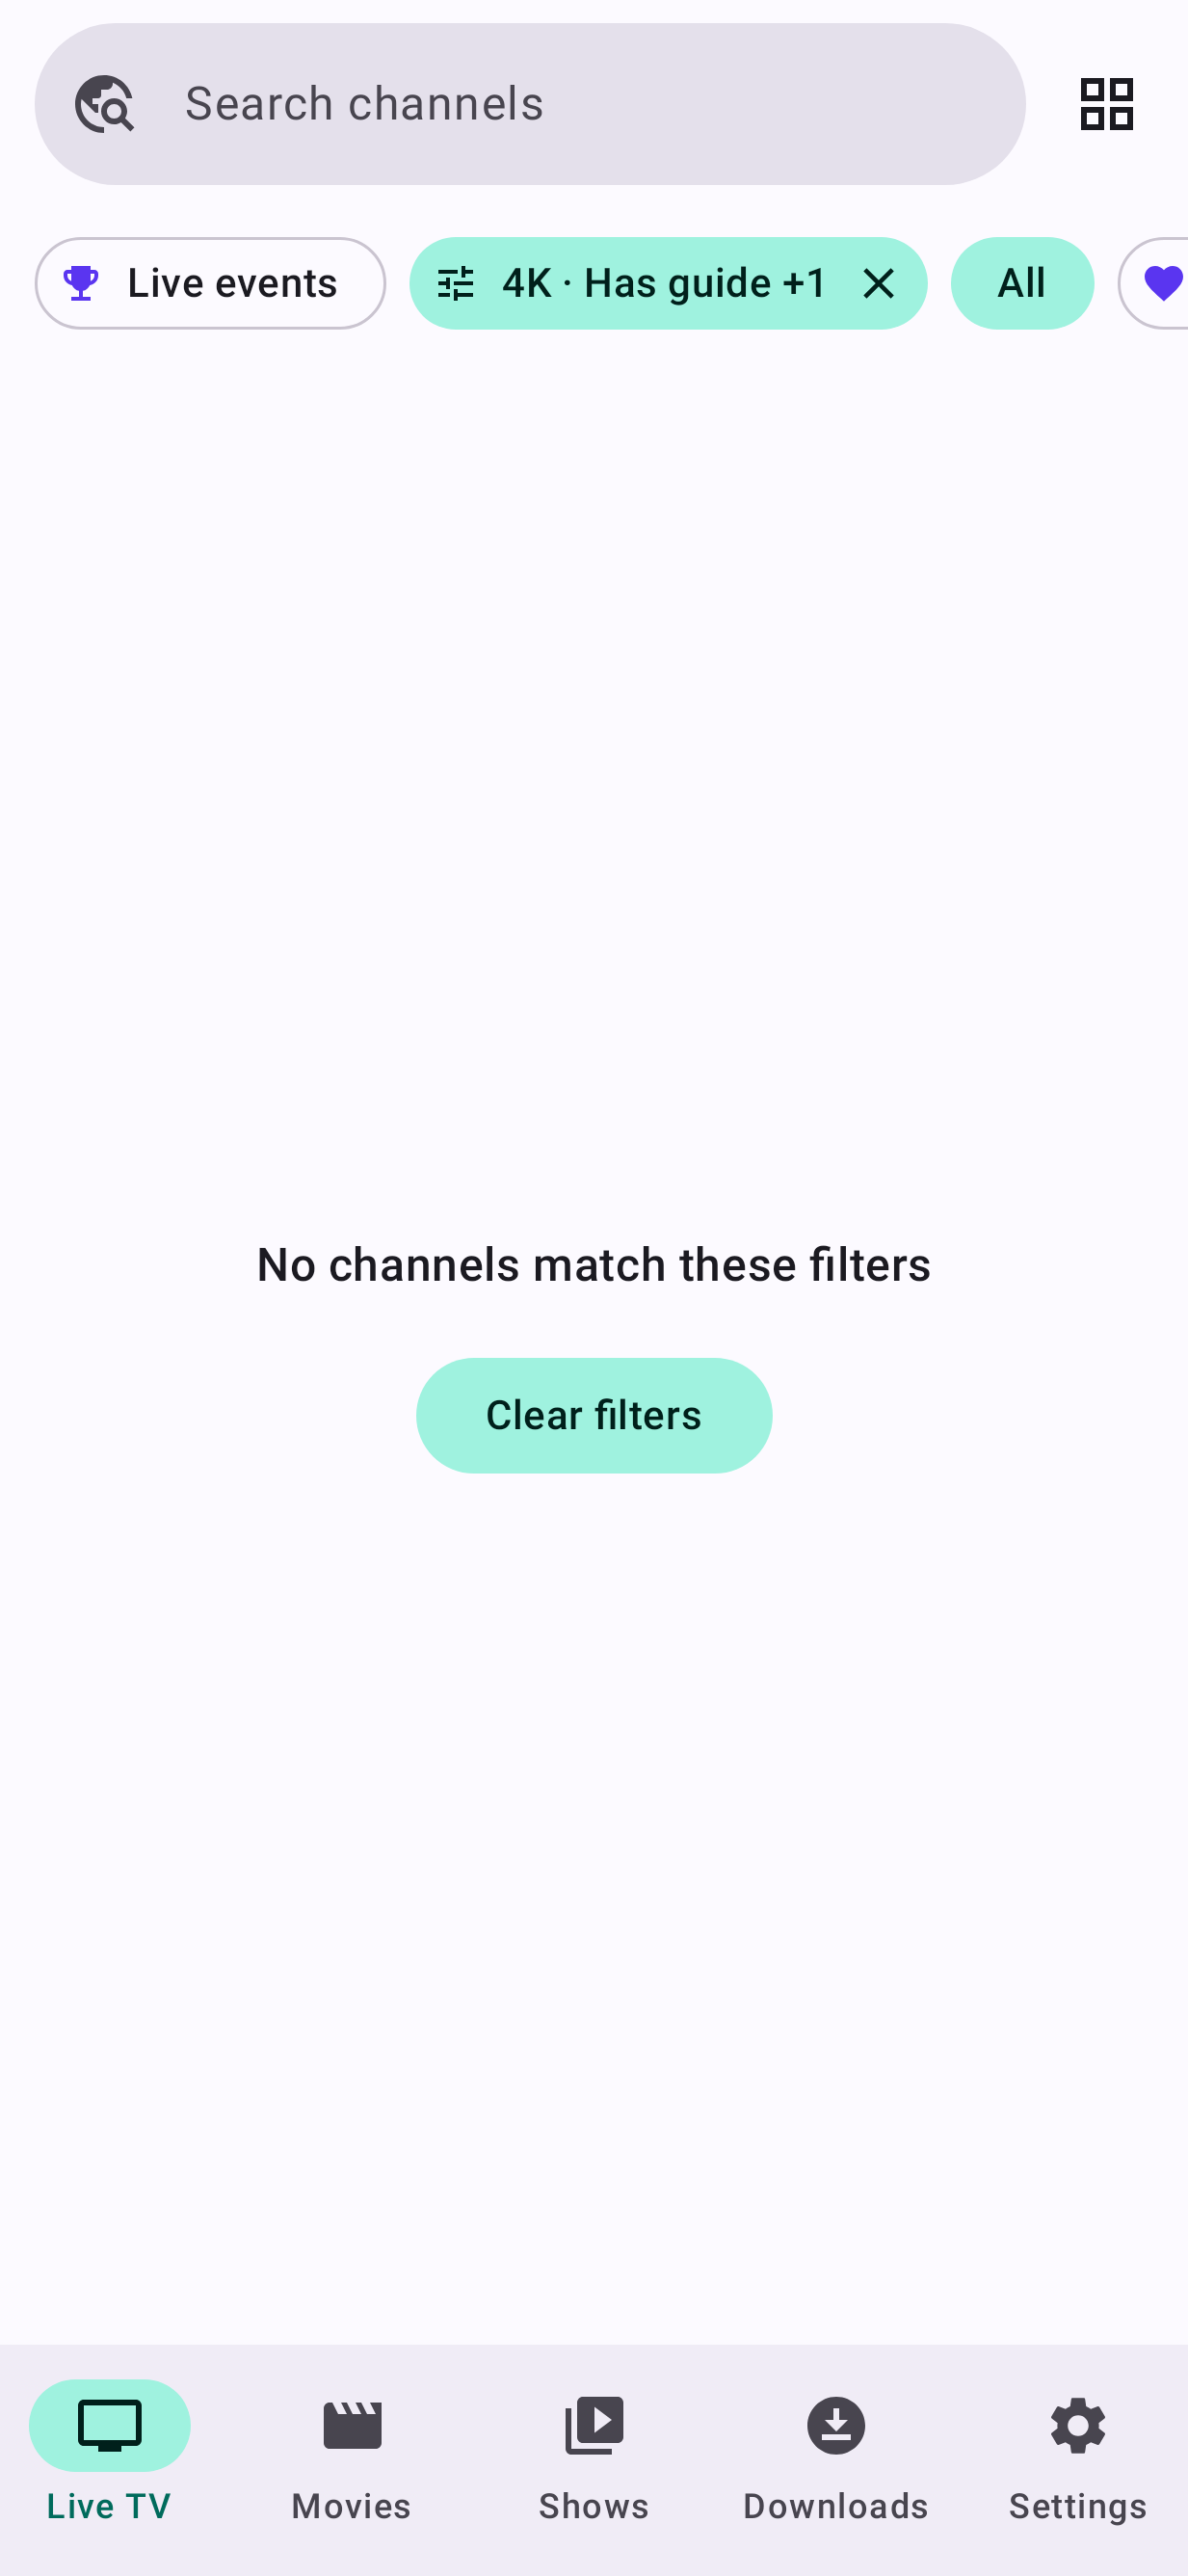 Search channels
Live events
4K · Has guide +1
All
No channels match these filters
Clear filters
Live TV
Movies
Shows
Downloads
Settings